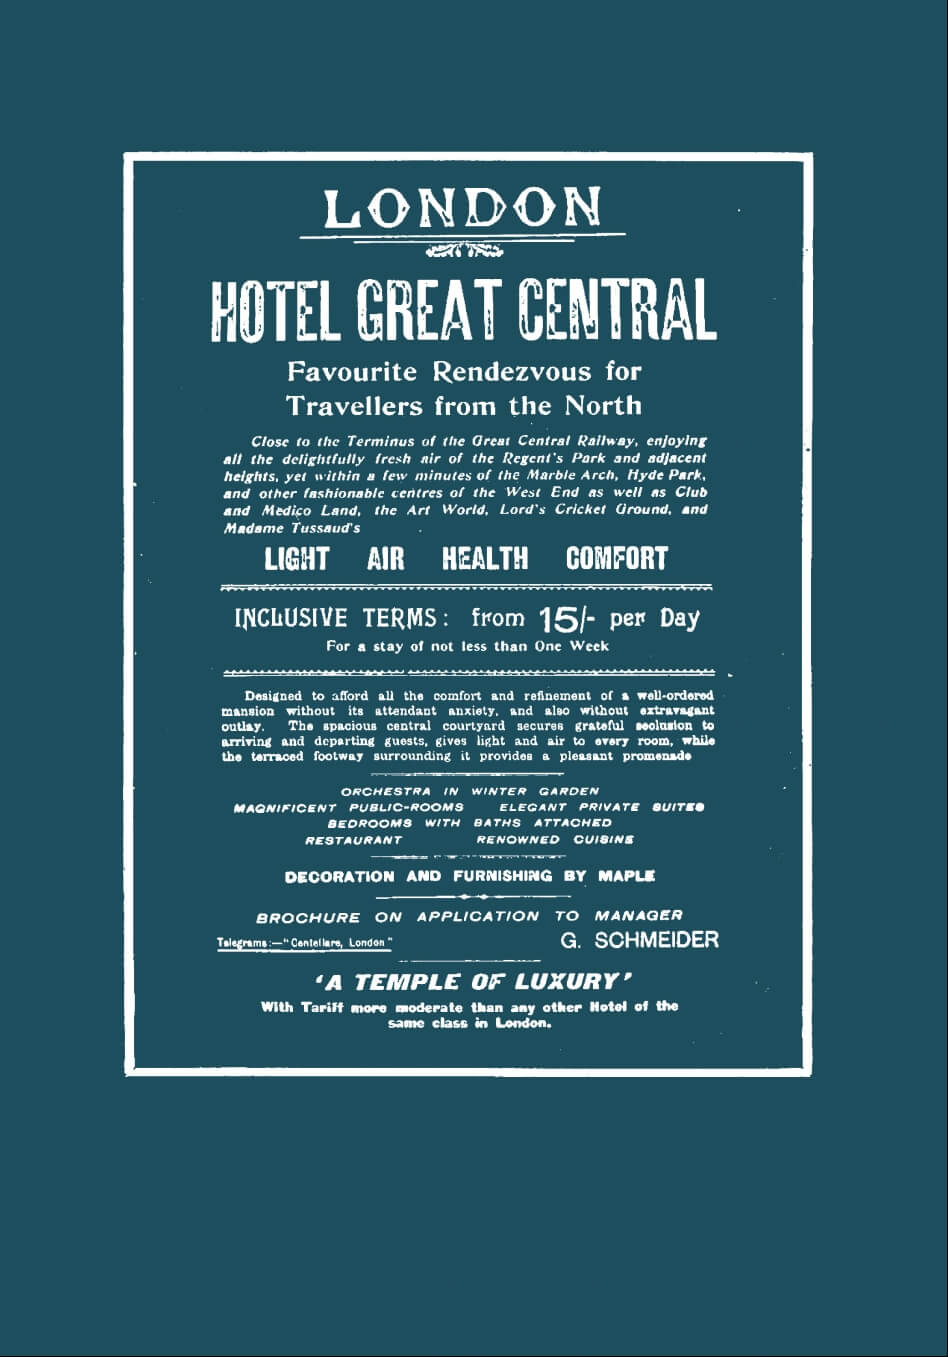 LONDON
HOTEL GREAT CENTRAL
Favourite Rendezvous for
Travellers from the North
Close to the Terminus of the Great Central Railway, enjoying
all the delightfully fresh air of the Regent's Park and adjacent
heights, yet within a few minutes of the Marble Arch, Hyde Park,
and other fashionable centres of the West End as well as Club
and Medico Land, the Art World, Lord's Cricket Ground, and
Madame Tussaud's
LIGHT AIR HEALTH COMFORT
INCLUSIVE TERMS: from 15/- per Day
For a stay of not less than One Week
Designed to afford all the comfort and refinement of a well-ordered
mansion without its attendant anxiety, and also without extravagant
outlay. The spacious central courtyard secures grateful seclusion to
arriving and departing guests, gives light and air to every room, while
the terraced footway surrounding it provides a pleasant promenade
ORCHESTRA IN WINTER GARDEN
MAGNIFICENT PUBLIC-ROOMS ELEGANT PRIVATE SUITES
BEDROOMS WITH BATHS ATTACHED
RESTAURANT RENOWNED CUISINE
DECORATION AND FURNISHING BY MAPLE
BROCHURE ON APPLICATION TO MANAGER
Telegrams:—"Centellare, London"
G. SCHMEIDER
'A TEMPLE OF LUXURY'
With Tariff more moderate than any other Hotel of the
same class in London.